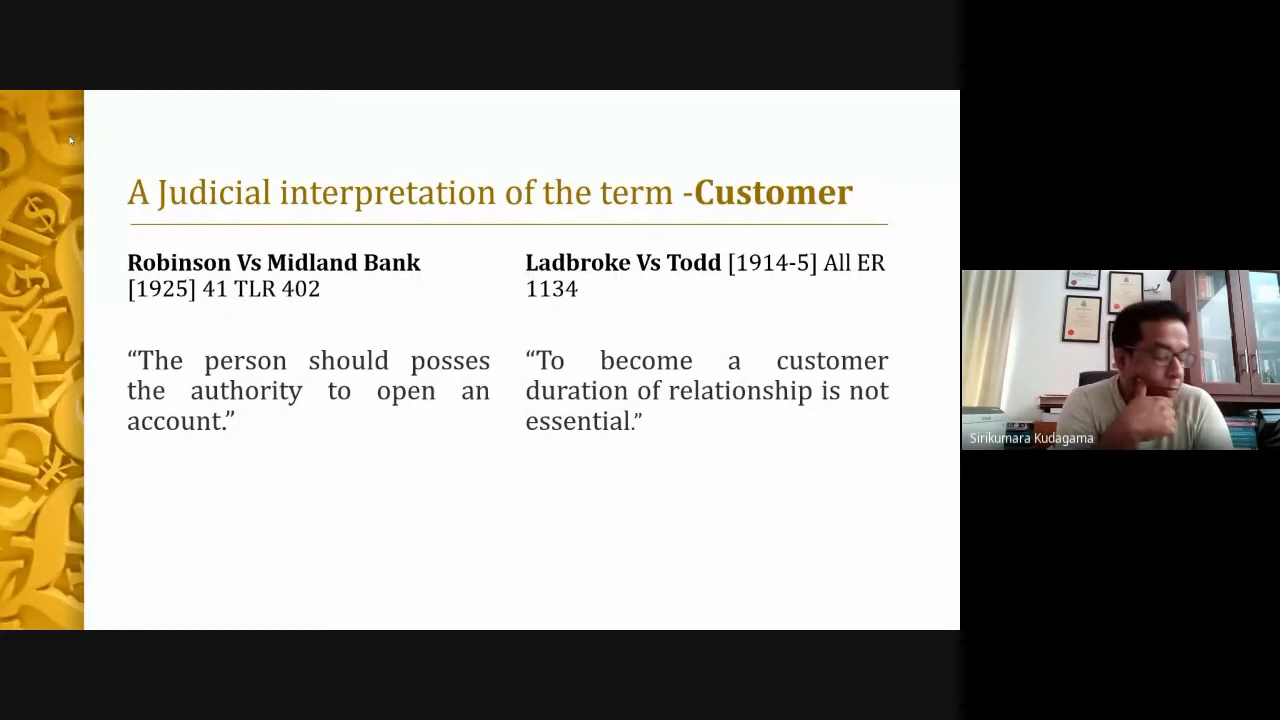 A Judicial interpretation of the term -Customer
Robinson Vs Midland Bank
[1925] 41 TLR 402
“The person should posses
the authority to open an
account.”
Ladbroke Vs Todd [1914-5] All ER
1134
“To become a customer
duration of relationship is not
essential.”
Sirikumara Kudagama